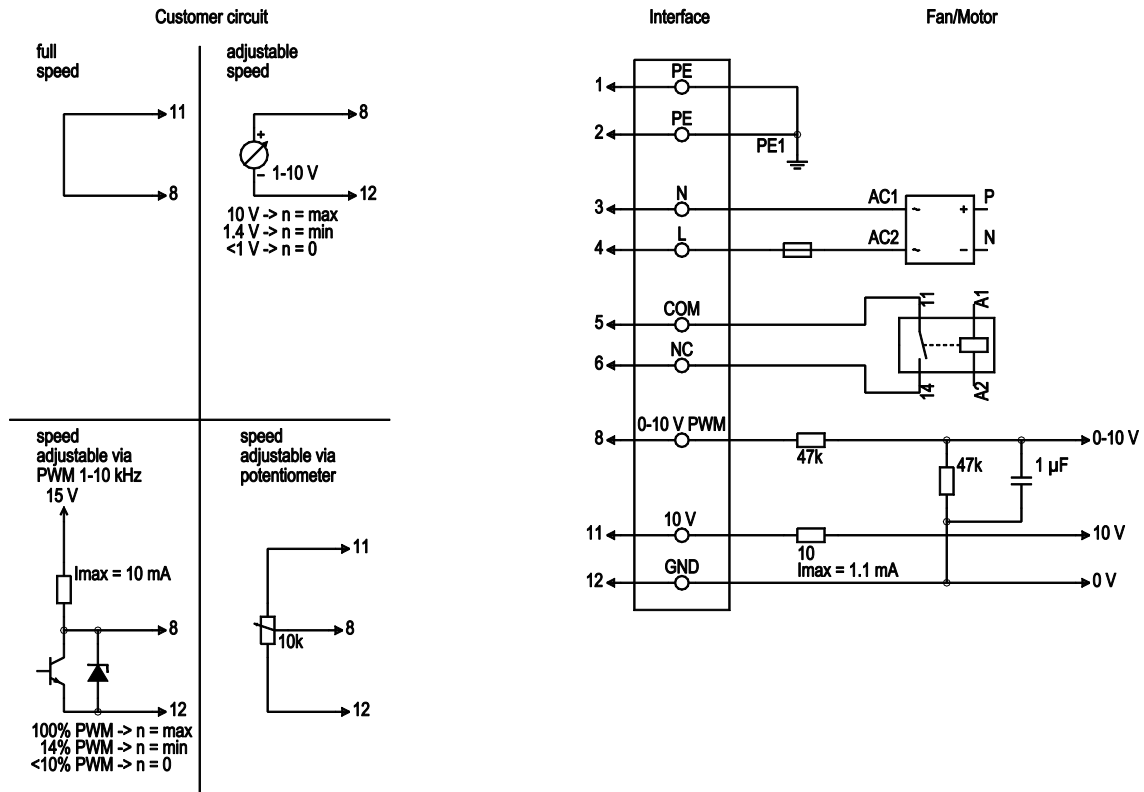 Customer circuit
full
speed
11
8
adjustable
speed
8
+
1-10 V
–
12
10 V -> n = max
1.4 V -> n = min
<1 V -> n = 0
speed
adjustable via
PWM 1-10 kHz
15 V
Imax = 10 mA
8
12
100% PWM -> n = max
14% PWM -> n = min
<10% PWM -> n = 0
speed
adjustable via
potentiometer
11
8
10k
12
Interface
Fan/Motor
1
PE
2
PE
PE1
3
N
AC1
~
+
P
4
L
AC2
~
–
N
5
COM
11
A1
6
NC
14
A2
8
0-10 V PWM
47k
0-10 V
47k
1 µF
11
10 V
10
Imax = 1.1 mA
10 V
12
GND
0 V